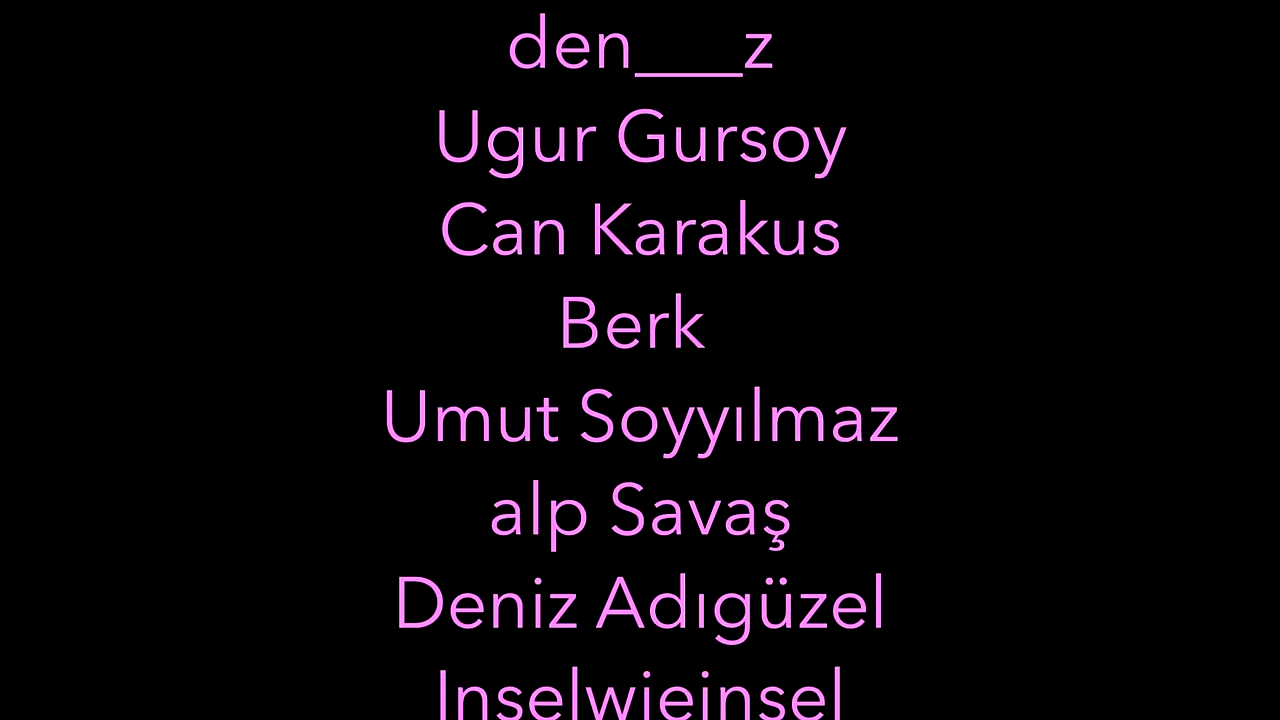 den___z
Ugur Gursoy
Can Karakus
Berk
Umut Soyyılmaz
alp Savaş
Deniz Adıgüzel
Inselwieinsel